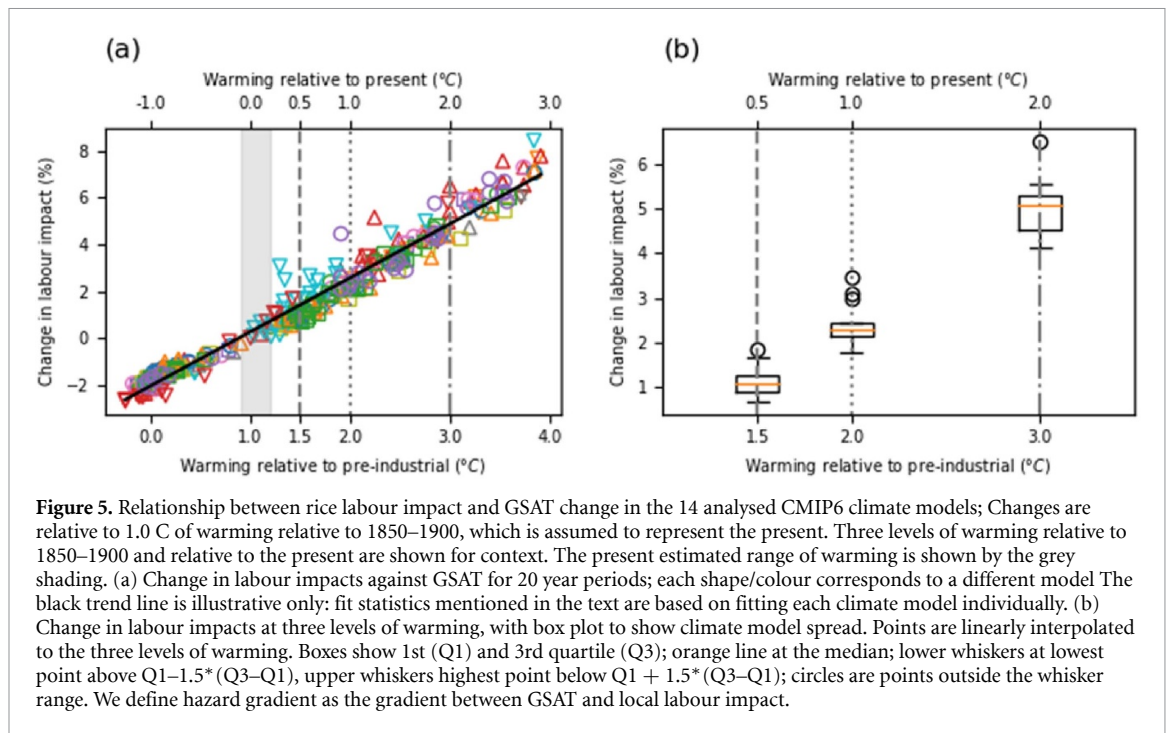 (a)
Warming relative to present (°C)
-1.0 0.0 0.5 1.0 2.0 3.0
Change in labour impact (%)
8
6
4
2
0
−2
0.0 1.0 1.5 2.0 3.0 4.0
Warming relative to pre-industrial (°C)
(b)
Warming relative to present (°C)
0.5 1.0 2.0
Change in labour impact (%)
6
5
4
3
2
1
1.5 2.0 3.0
Warming relative to pre-industrial (°C)
Figure 5. Relationship between rice labour impact and GSAT change in the 14 analysed CMIP6 climate models; Changes are
relative to 1.0 C of warming relative to 1850–1900, which is assumed to represent the present. Three levels of warming relative to
1850–1900 and relative to the present are shown for context. The present estimated range of warming is shown by the grey
shading. (a) Change in labour impacts against GSAT for 20 year periods; each shape/colour corresponds to a different model The
black trend line is illustrative only: fit statistics mentioned in the text are based on fitting each climate model individually. (b)
Change in labour impacts at three levels of warming, with box plot to show climate model spread. Points are linearly interpolated
to the three levels of warming. Boxes show 1st (Q1) and 3rd quartile (Q3); orange line at the median; lower whiskers at lowest
point above Q1–1.5*(Q3–Q1), upper whiskers highest point below Q1 + 1.5*(Q3–Q1); circles are points outside the whisker
range. We define hazard gradient as the gradient between GSAT and local labour impact.